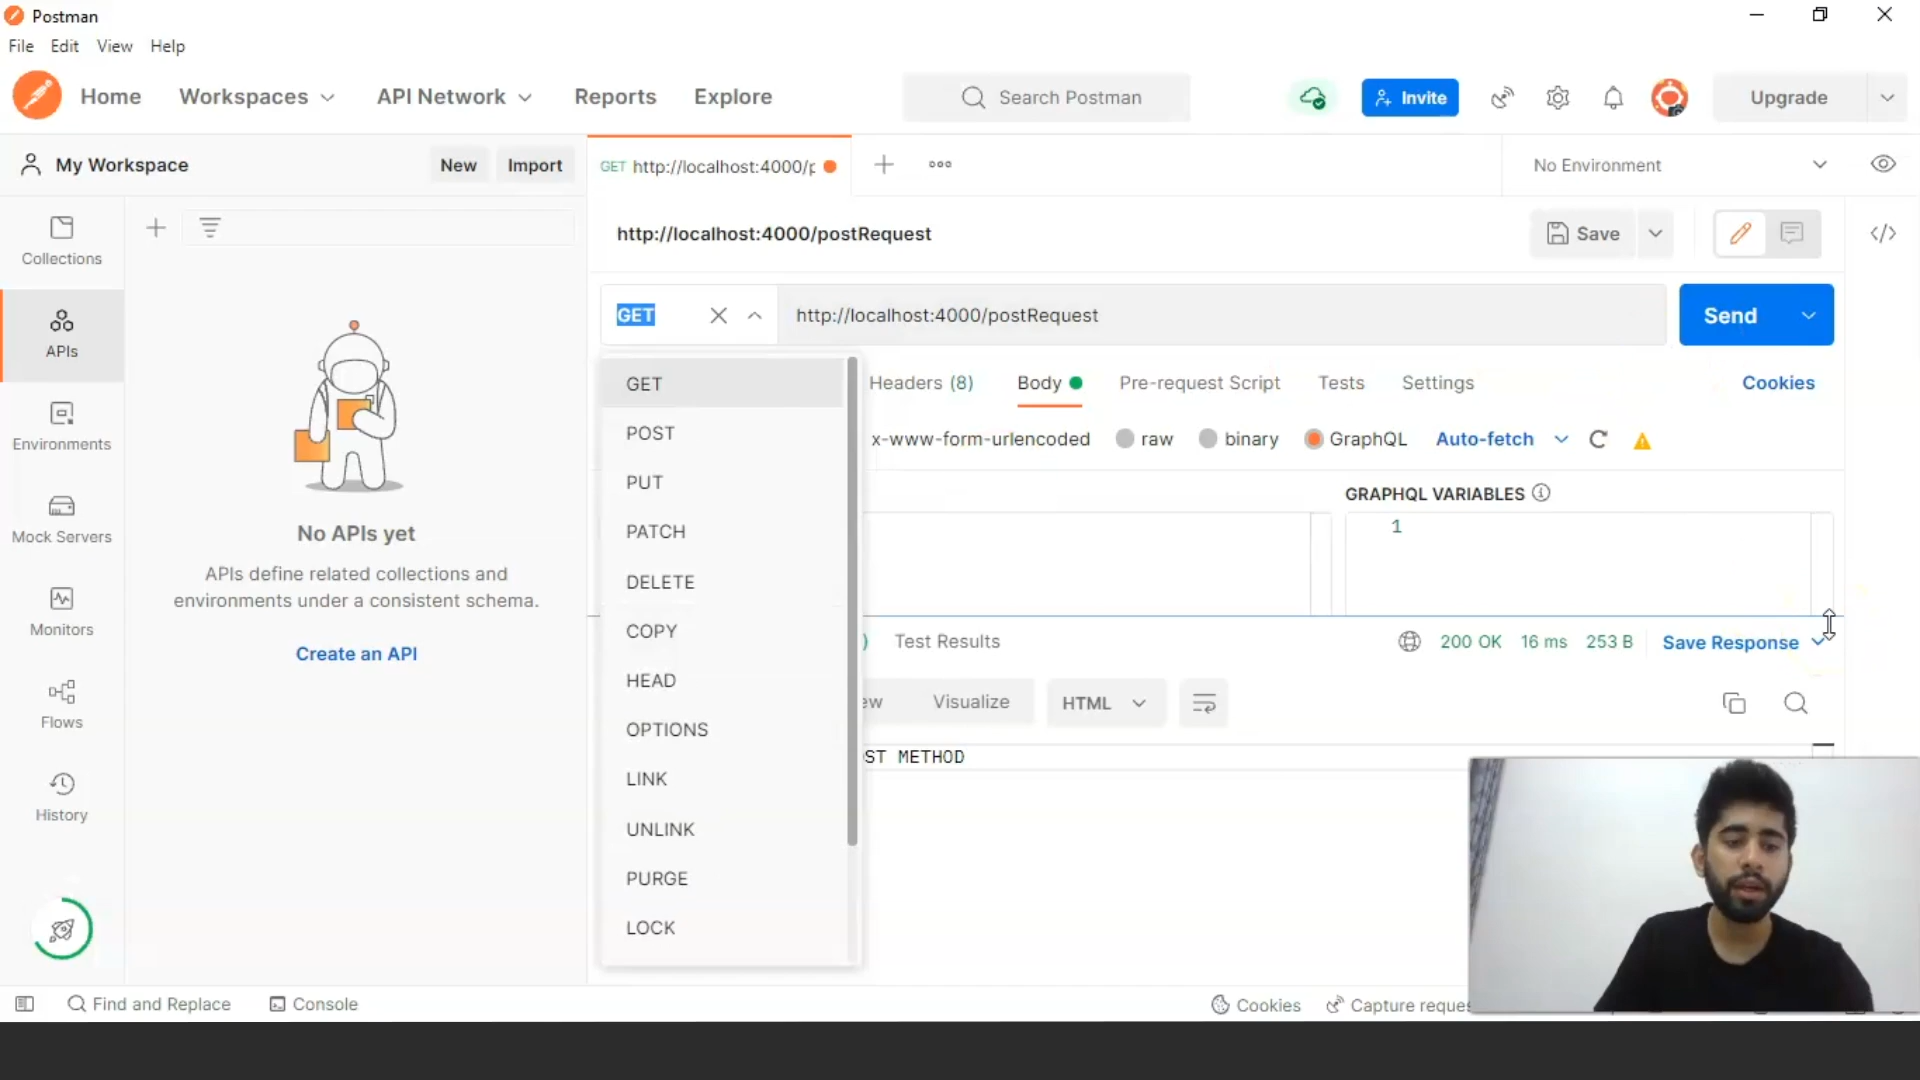 Postman
File Edit View Help
Home Workspaces API Network Reports Explore Search Postman Invite Upgrade
My Workspace New Import GET http://localhost:4000/p No Environment
http://localhost:4000/postRequest Save
GET http://localhost:4000/postRequest Send
Collections
APIs
Environments
Mock Servers
Monitors
Flows
History
No APIs yet
APIs define related collections and
environments under a consistent schema.
Create an API
GET
POST
PUT
PATCH
DELETE
COPY
HEAD
OPTIONS
LINK
UNLINK
PURGE
LOCK
Headers (8) Body Pre-request Script Tests Settings Cookies
x-www-form-urlencoded raw binary GraphQL Auto-fetch
GRAPHQL VARIABLES
1
) Test Results 200 OK 16 ms 253 B Save Response
ew Visualize HTML
ST METHOD
Find and Replace Console Cookies Capture reque